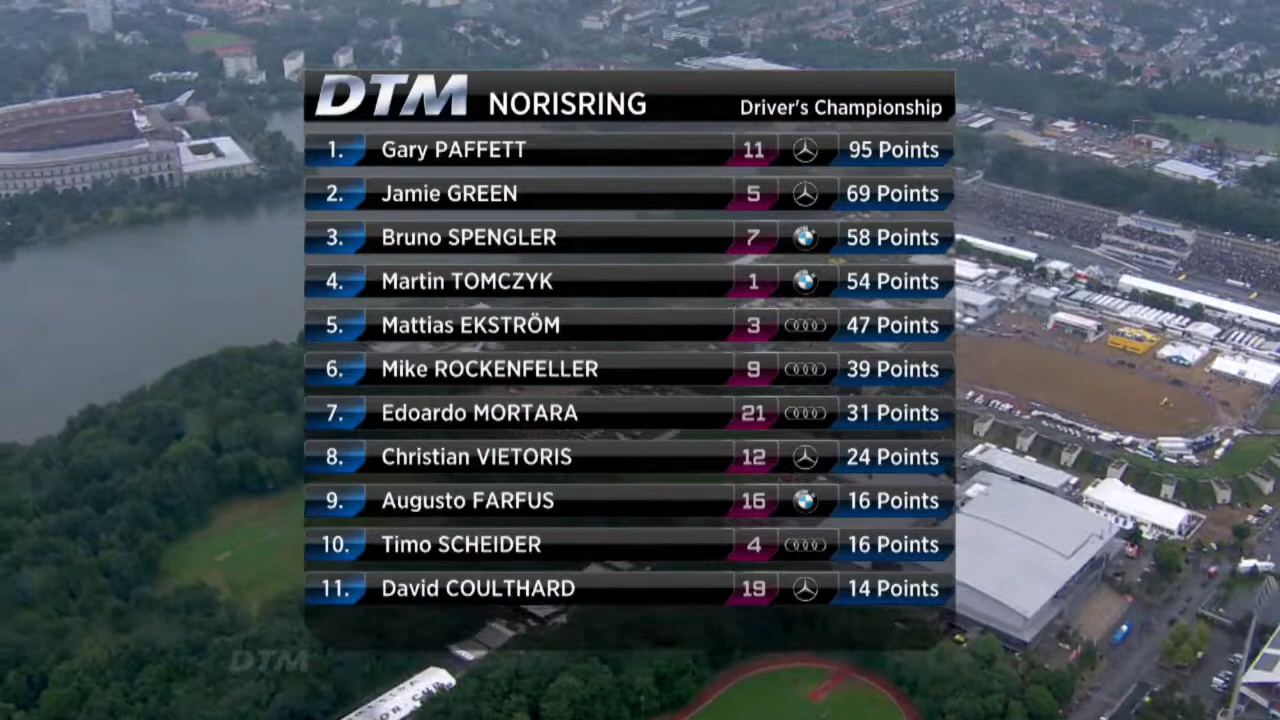 DTM NORISRING Driver's Championship
1. Gary PAFFETT 11 95 Points
2. Jamie GREEN 5 69 Points
3. Bruno SPENGLER 7 58 Points
4. Martin TOMCZYK 1 54 Points
5. Mattias EKSTRÖM 3 47 Points
6. Mike ROCKENFELLER 9 39 Points
7. Edoardo MORTARA 21 31 Points
8. Christian VIETORIS 12 24 Points
9. Augusto FARFUS 16 16 Points
10. Timo SCHEIDER 4 16 Points
11. David COULTHARD 19 14 Points
DTM